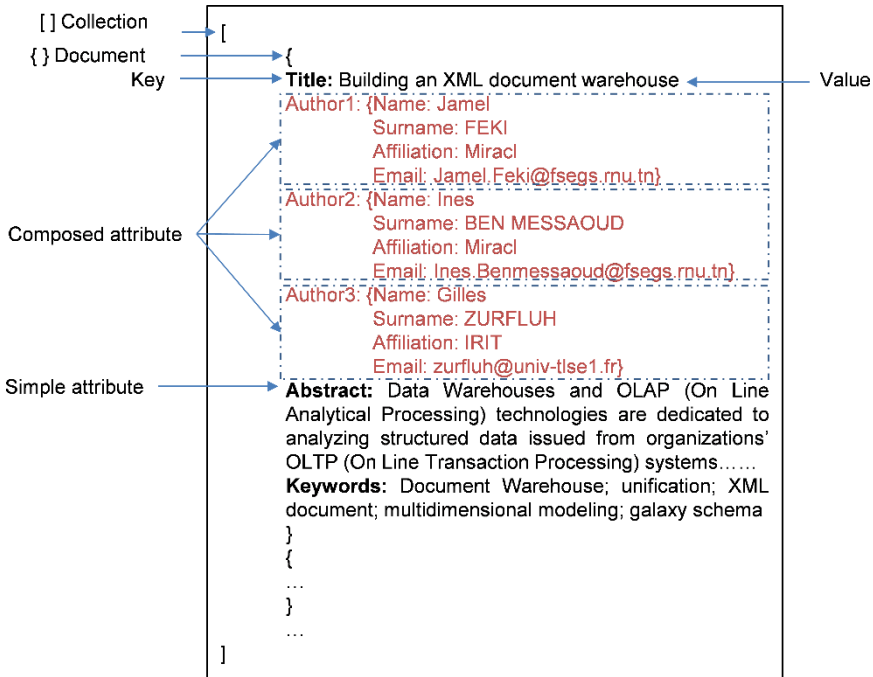 [ ] Collection
[
{ } Document
{
Key
Title: Building an XML document warehouse
Value
Author1: {Name: Jamel
Surname: FEKI
Affiliation: Miracl
Email: Jamel.Feki@fsegs.rnu.tn}
Author2: {Name: Ines
Surname: BEN MESSAOUD
Composed attribute
Affiliation: Miracl
Email: Ines.Benmessaoud@fsegs.rnu.tn}
Author3: {Name: Gilles
Surname: ZURFLUH
Affiliation: IRIT
Email: zurfluh@univ-tlse1.fr}
Simple attribute
Abstract: Data Warehouses and OLAP (On Line
Analytical Processing) technologies are dedicated to
analyzing structured data issued from organizations’
OLTP (On Line Transaction Processing) systems……
Keywords: Document Warehouse; unification; XML
document; multidimensional modeling; galaxy schema
}
{
…
}
…
]